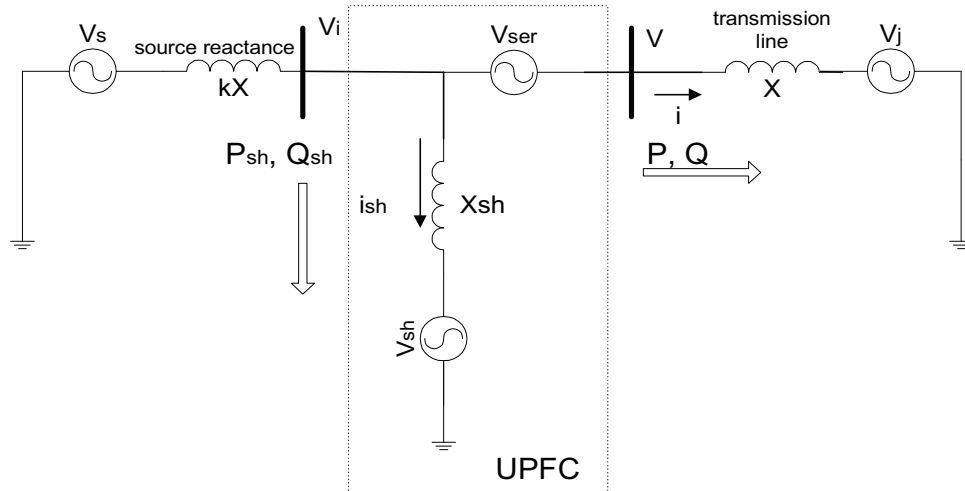 Vs
source reactance
kX
Vi
Vser
V
transmission
line
X
Vj
i
Psh, Qsh
P, Q
ish
Xsh
Vsh
UPFC